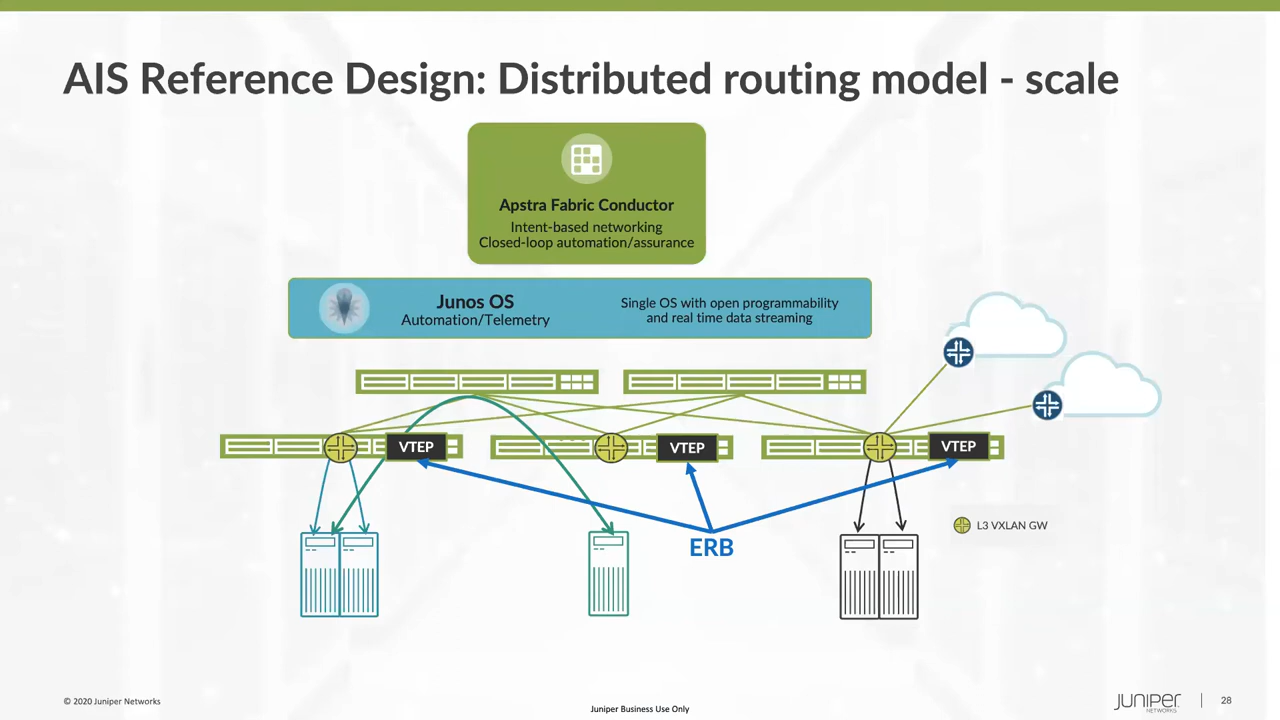 AIS Reference Design: Distributed routing model - scale
Apstra Fabric Conductor
Intent-based networking
Closed-loop automation/assurance
Junos OS
Automation/Telemetry
Single OS with open programmability
and real time data streaming
VTEP
VTEP
VTEP
ERB
L3 VXLAN GW
© 2020 Juniper Networks
Juniper Business Use Only
JUNIPER
NETWORKS
28